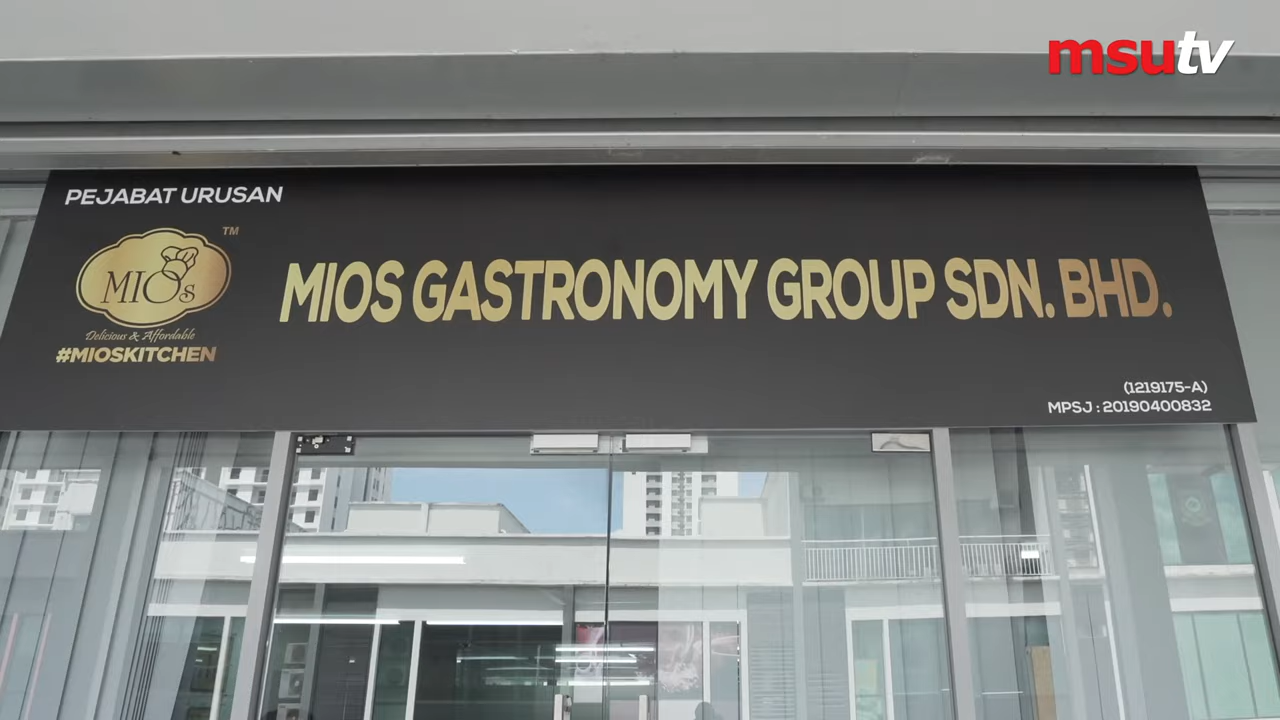 msutv
PEJABAT URUSAN
TM
MIOs
Delicious & Affordable
#MIOSKITCHEN
MIOS GASTRONOMY GROUP SDN. BHD.
(1219175-A)
MPSJ : 20190400832